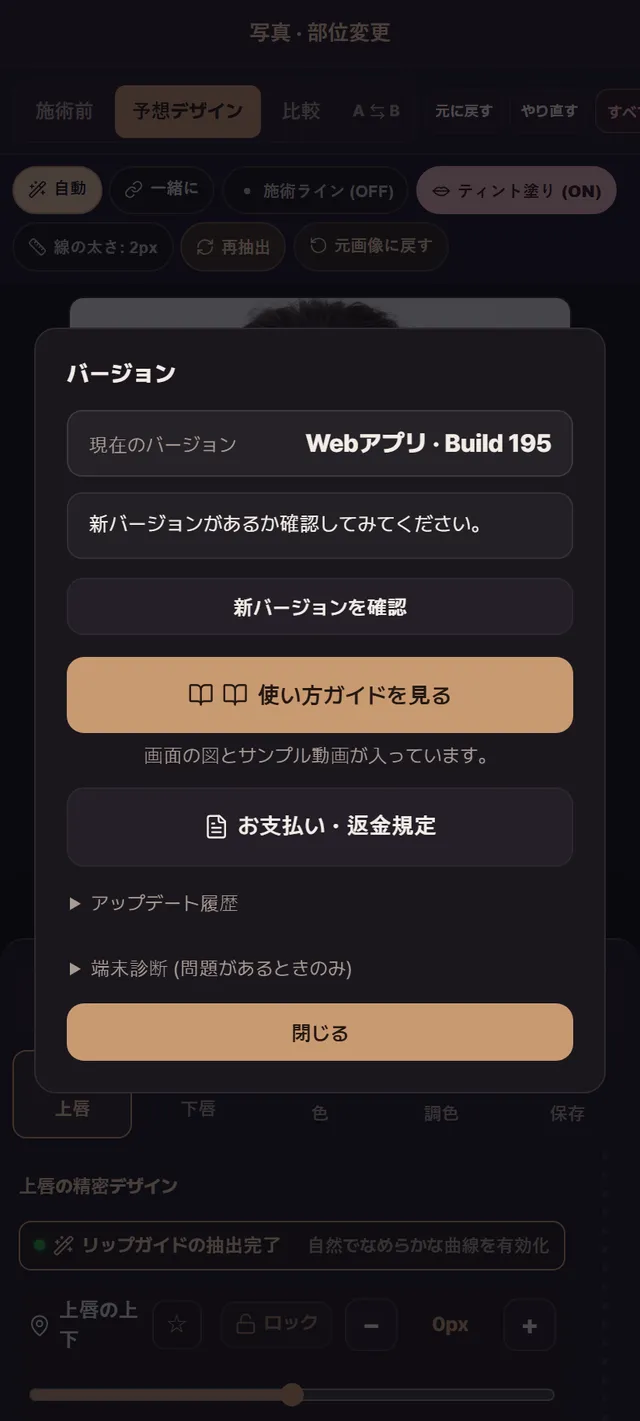 写真・部位変更
施術前 予想デザイン 比較 A ⇆ B 元に戻す やり直す すべ
自動 一緒に 施術ライン (OFF) ティント塗り (ON)
線の太さ: 2px 再抽出 元画像に戻す
バージョン
現在のバージョン Webアプリ · Build 195
新バージョンがあるか確認してみてください。
新バージョンを確認
使い方ガイドを見る
画面の図とサンプル動画が入っています。
お支払い・返金規定
▶ アップデート履歴
▶ 端末診断 (問題があるときのみ)
閉じる
上唇 下唇 色 調色 保存
上唇の精密デザイン
リップガイドの抽出完了 自然でなめらかな曲線を有効化
上唇の上
下 ☆ ロック − 0px +